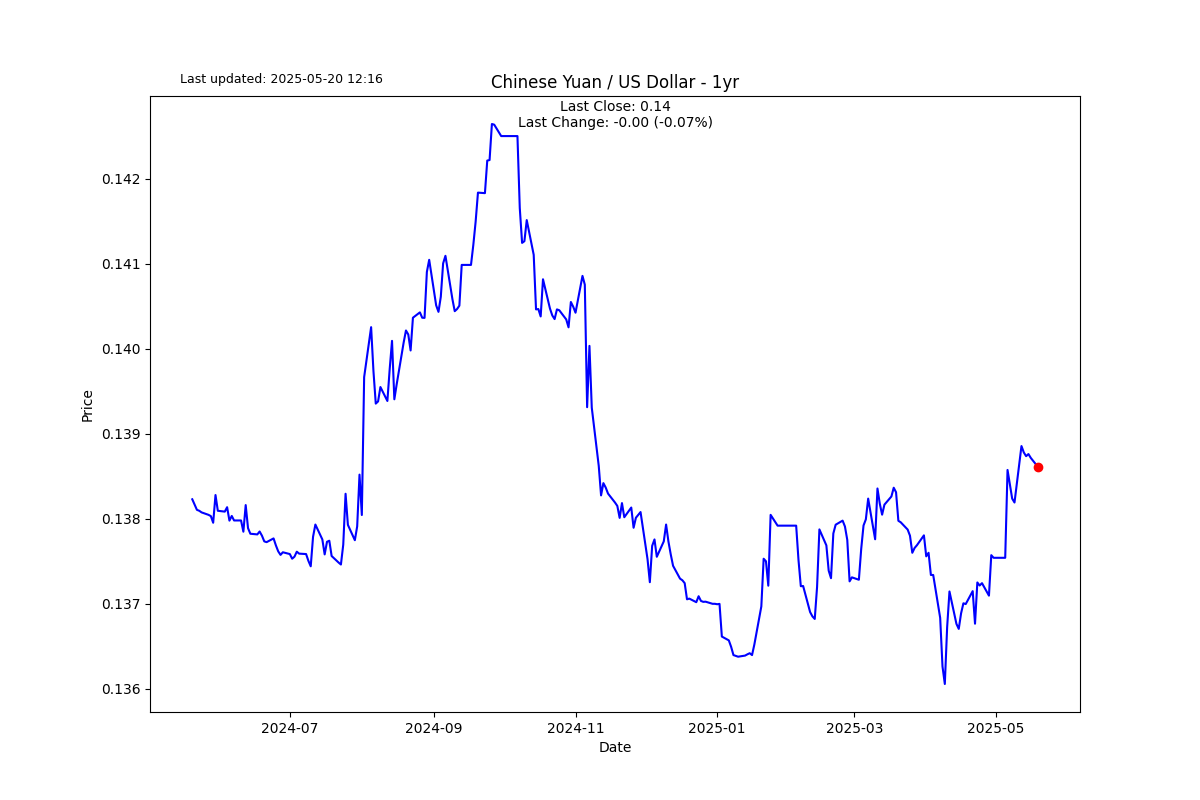 Last updated: 2025-05-20 12:16
Chinese Yuan / US Dollar - 1yr
Last Close: 0.14
Last Change: -0.00 (-0.07%)
0.142
0.141
0.140
0.139
0.138
0.137
0.136
Price
2024-07
2024-09
2024-11
2025-01
2025-03
2025-05
Date